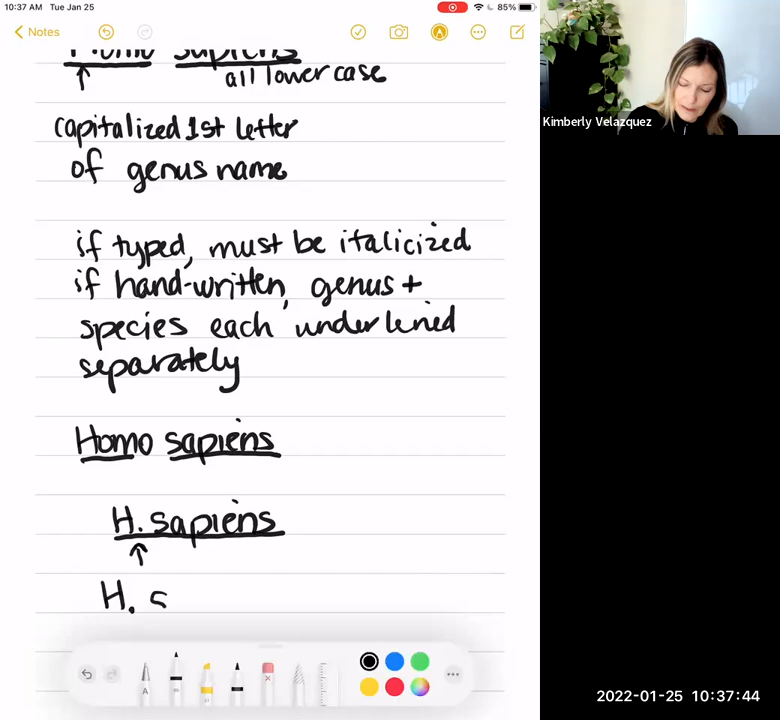 10:37 AM Tue Jan 25
85%
Notes
Homo sapiens
all lower case
capitalized 1st letter
of genus name
if typed, must be italicized
if hand-written, genus +
species each underlined
separately
Homo sapiens
H. sapiens
H. s
A
Kimberly Velazquez
2022-01-25 10:37:44